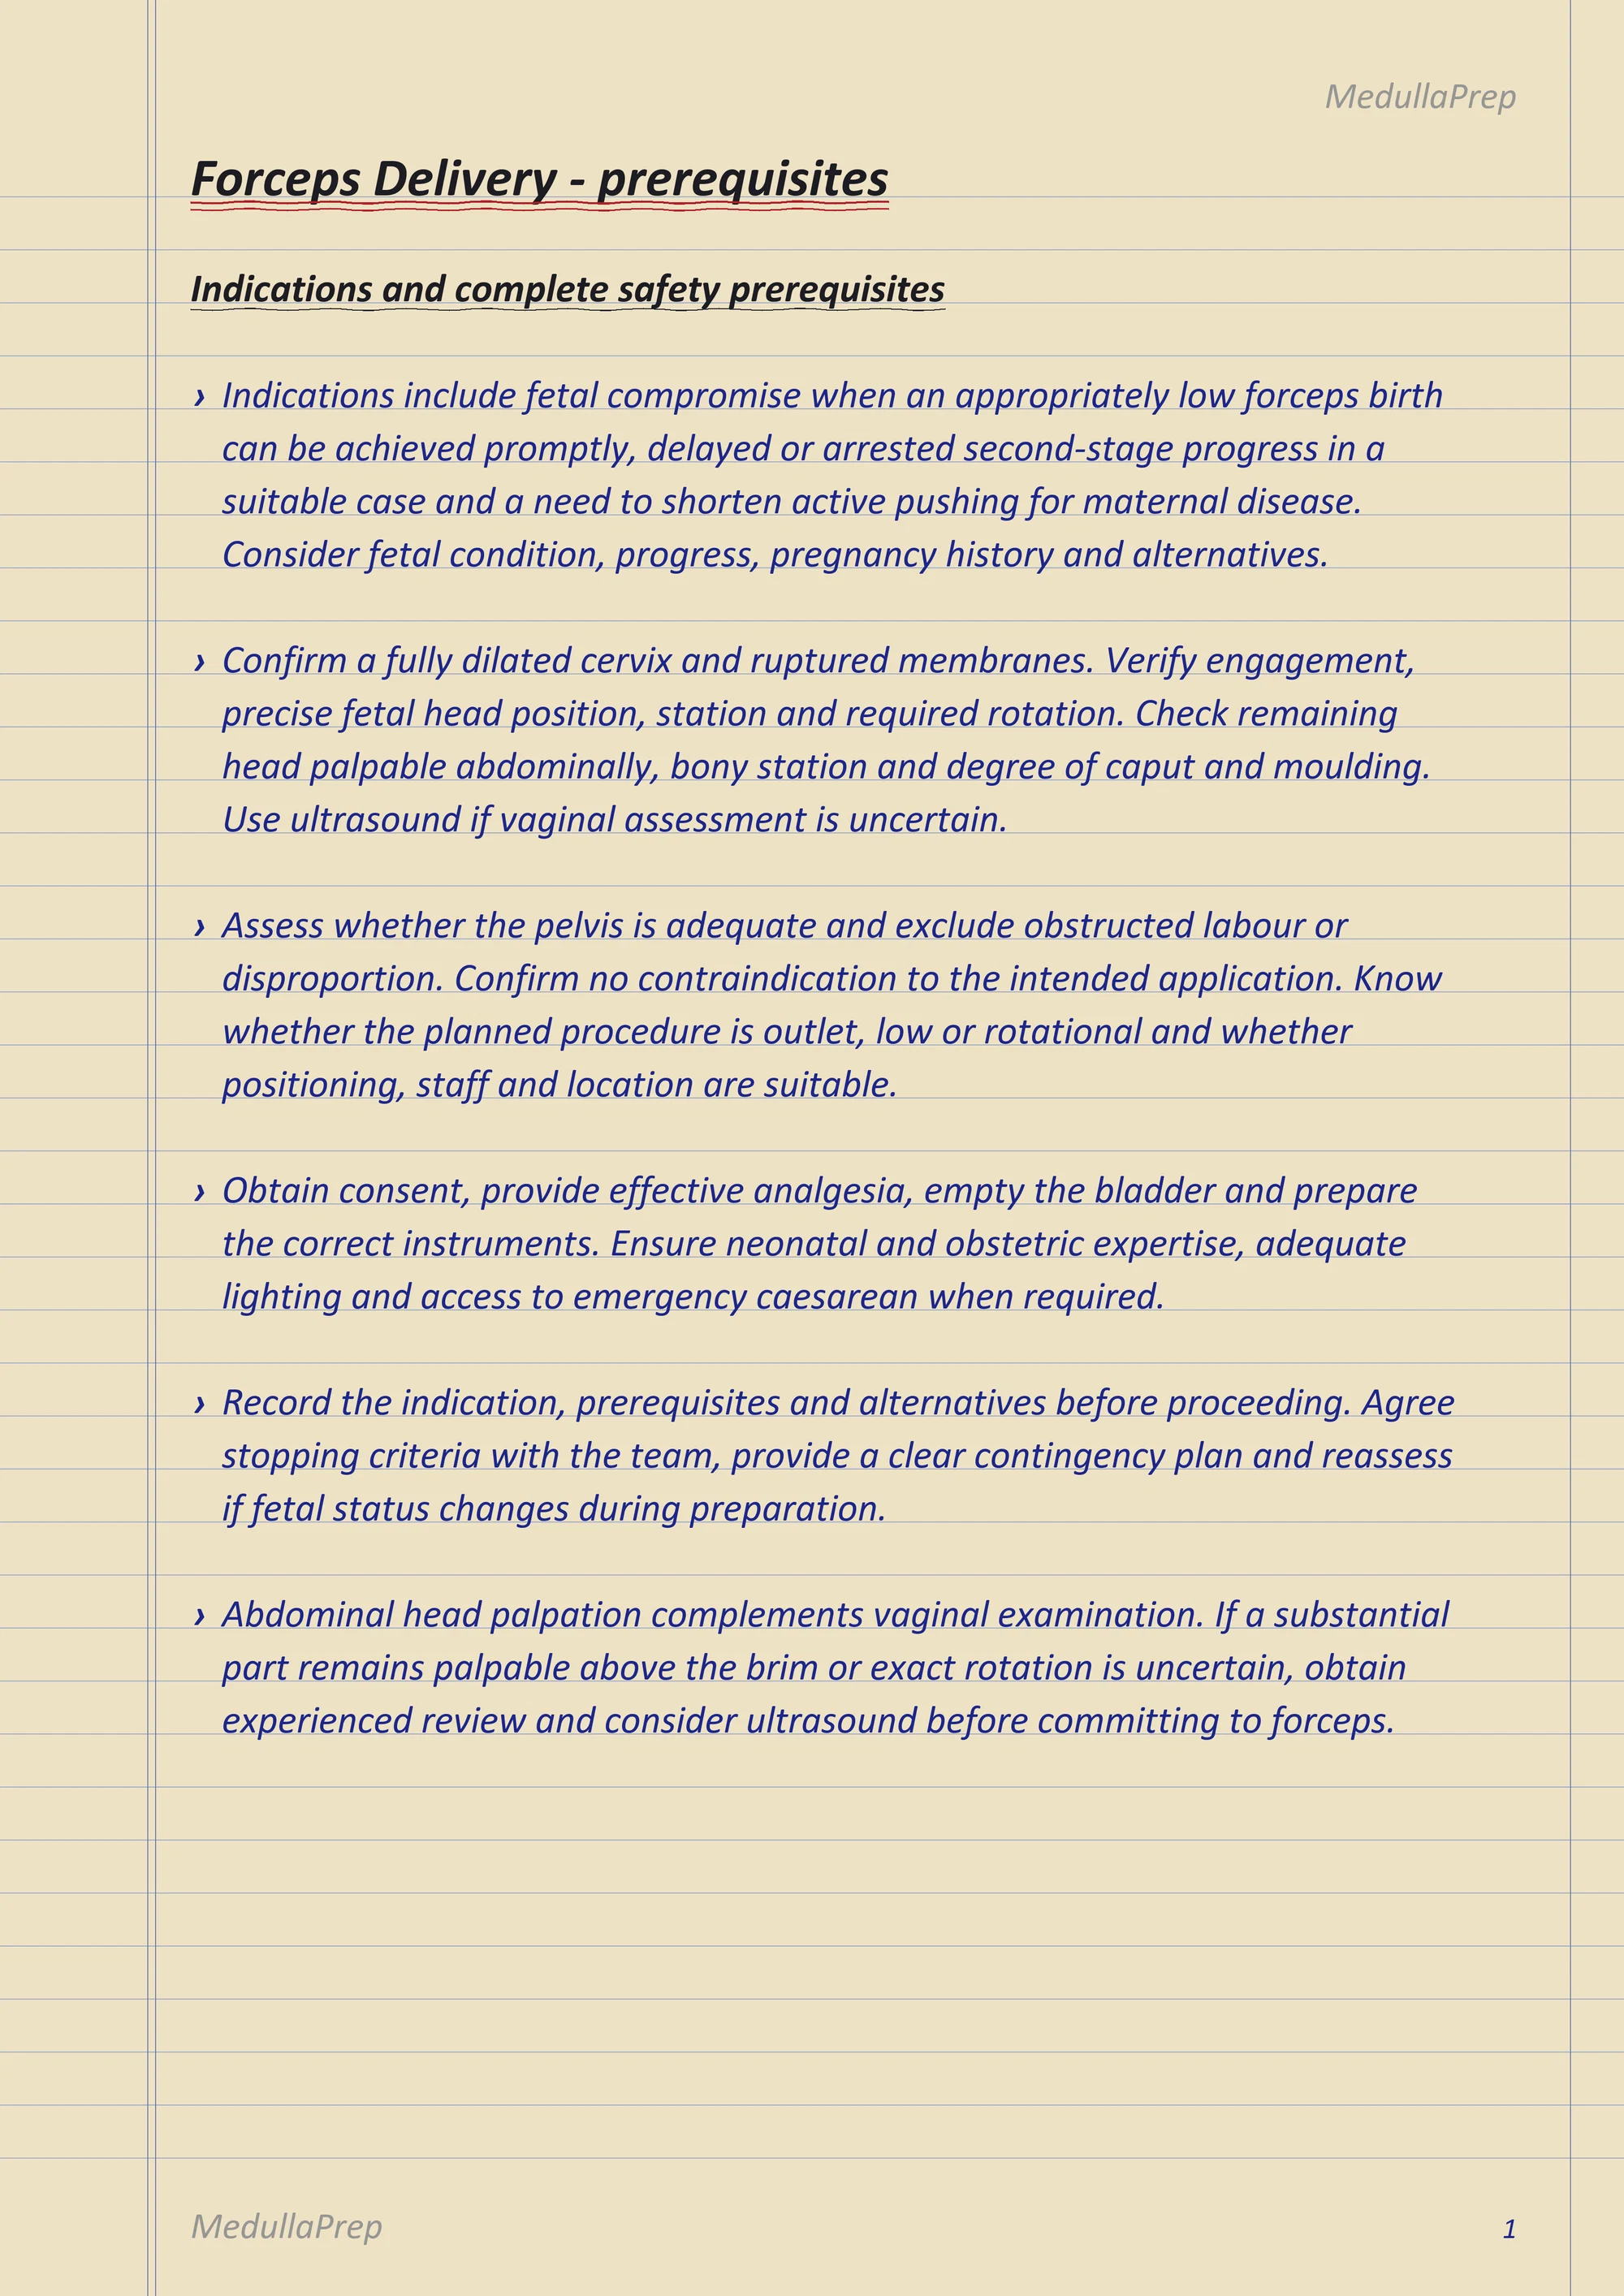 MedullaPrep
Forceps Delivery - prerequisites
Indications and complete safety prerequisites
› Indications include fetal compromise when an appropriately low forceps birth
can be achieved promptly, delayed or arrested second-stage progress in a
suitable case and a need to shorten active pushing for maternal disease.
Consider fetal condition, progress, pregnancy history and alternatives.
› Confirm a fully dilated cervix and ruptured membranes. Verify engagement,
precise fetal head position, station and required rotation. Check remaining
head palpable abdominally, bony station and degree of caput and moulding.
Use ultrasound if vaginal assessment is uncertain.
› Assess whether the pelvis is adequate and exclude obstructed labour or
disproportion. Confirm no contraindication to the intended application. Know
whether the planned procedure is outlet, low or rotational and whether
positioning, staff and location are suitable.
› Obtain consent, provide effective analgesia, empty the bladder and prepare
the correct instruments. Ensure neonatal and obstetric expertise, adequate
lighting and access to emergency caesarean when required.
› Record the indication, prerequisites and alternatives before proceeding. Agree
stopping criteria with the team, provide a clear contingency plan and reassess
if fetal status changes during preparation.
› Abdominal head palpation complements vaginal examination. If a substantial
part remains palpable above the brim or exact rotation is uncertain, obtain
experienced review and consider ultrasound before committing to forceps.
MedullaPrep
1